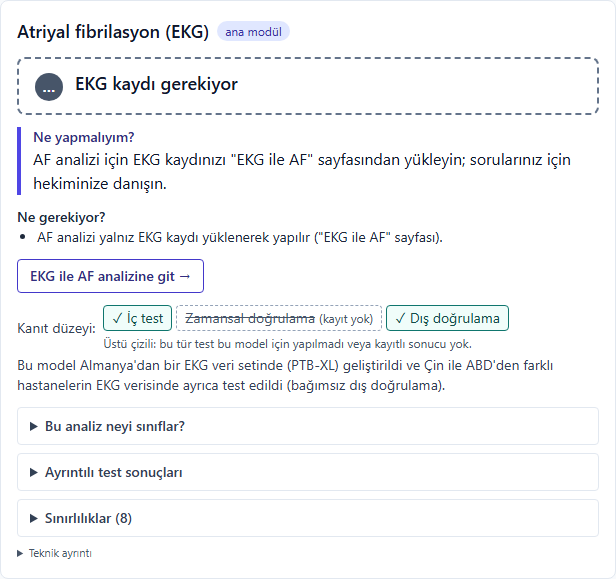 Atriyal fibrilasyon (EKG) ana modül
... EKG kaydı gerekiyor
Ne yapmalıyım?
AF analizi için EKG kaydınızı "EKG ile AF" sayfasından yükleyin; sorularınız için
hekiminize danışın.
Ne gerekiyor?
• AF analizi yalnız EKG kaydı yüklenerek yapılır ("EKG ile AF" sayfası).
EKG ile AF analizine git →
Kanıt düzeyi: ✓ İç test Zamansal doğrulama (kayıt yok) ✓ Dış doğrulama
Üstü çizili: bu tür test bu model için yapılmadı veya kayıtlı sonucu yok.
Bu model Almanya'dan bir EKG veri setinde (PTB-XL) geliştirildi ve Çin ile ABD'den farklı
hastanelerin EKG verisinde ayrıca test edildi (bağımsız dış doğrulama).
▶ Bu analiz neyi sınıflar?
▶ Ayrıntılı test sonuçları
▶ Sınırlılıklar (8)
▶ Teknik ayrıntı